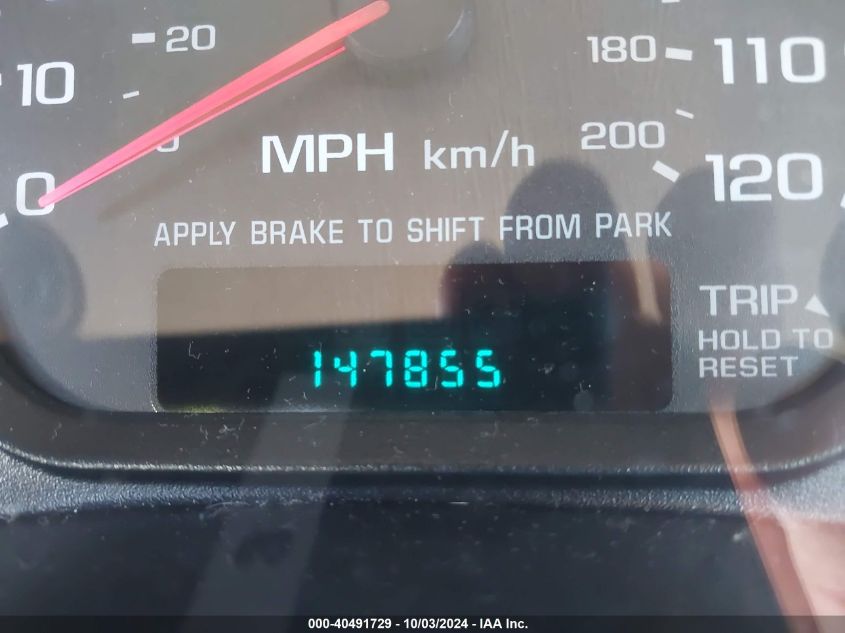 20
10
0
0
MPH km/h
180
110
200
120
APPLY BRAKE TO SHIFT FROM PARK
TRIP
HOLD TO
RESET
147855
000-40491729 - 10/03/2024 - IAA Inc.